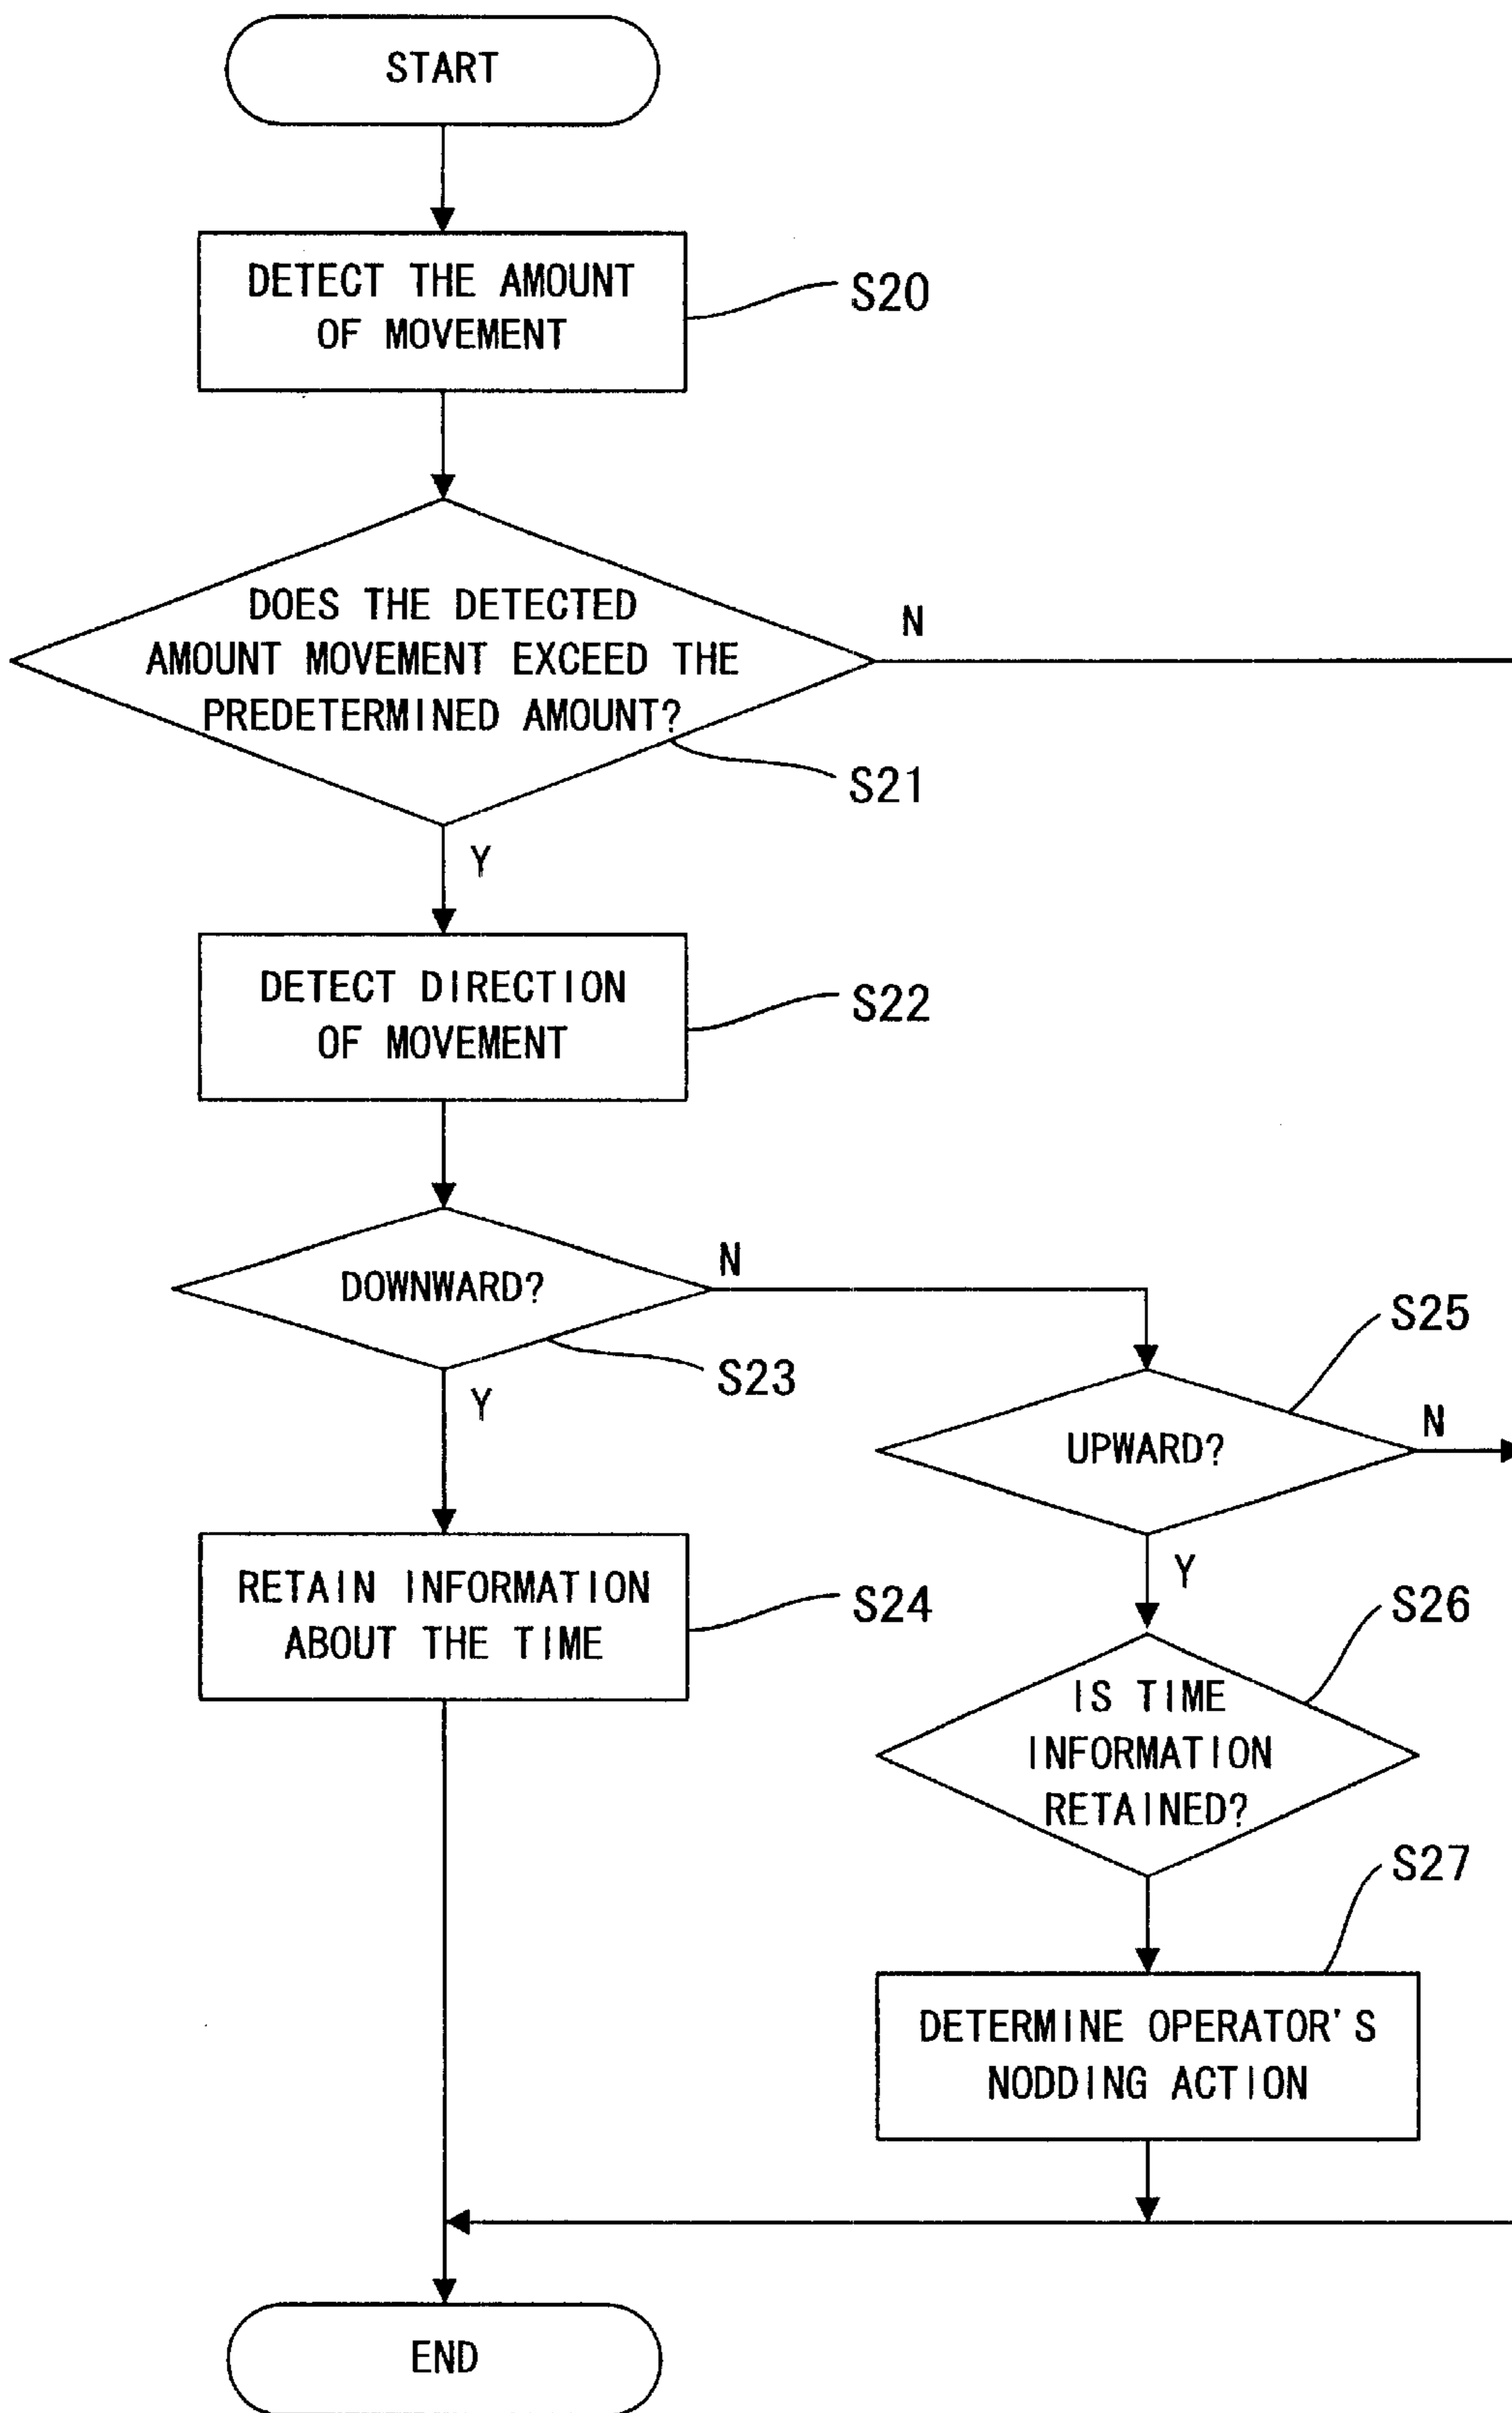 START
DETECT THE AMOUNT
OF MOVEMENT
S20
DOES THE DETECTED
AMOUNT MOVEMENT EXCEED THE
PREDETERMINED AMOUNT?
N
S21
Y
DETECT DIRECTION
OF MOVEMENT
S22
DOWNWARD?
N
S23
Y
S25
UPWARD?
N
Y
RETAIN INFORMATION
ABOUT THE TIME
S24
S26
IS TIME
INFORMATION
RETAINED?
S27
DETERMINE OPERATOR'S
NODDING ACTION
END